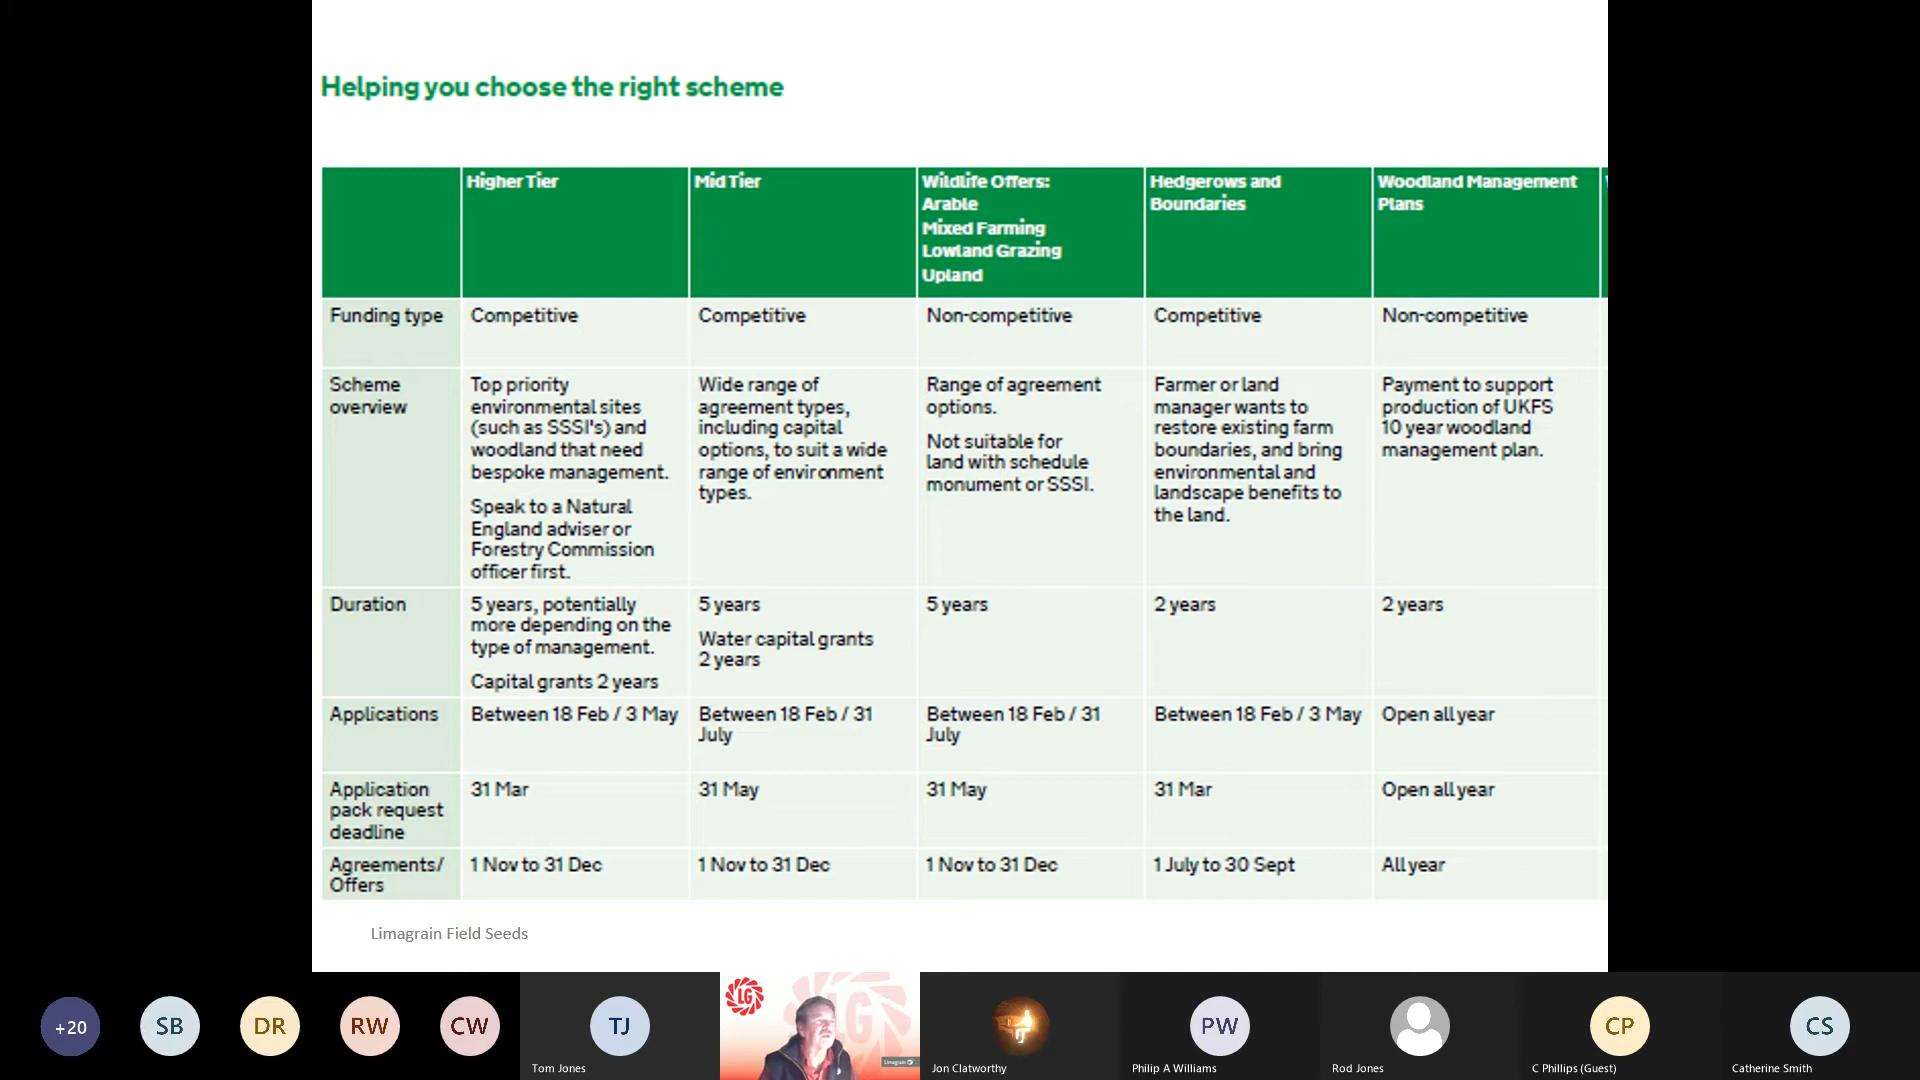 Helping you choose the right scheme
Higher Tier
Mid Tier
Wildlife Offers:
Arable
Mixed Farming
Lowland Grazing
Upland
Hedgerows and
Boundaries
Woodland Management
Plans
Funding type
Competitive
Competitive
Non-competitive
Competitive
Non-competitive
Scheme
overview
Top priority
environmental sites
(such as SSSI's) and
woodland that need
bespoke management.
Speak to a Natural
England adviser or
Forestry Commission
officer first.
Wide range of
agreement types,
including capital
options, to suit a wide
range of environment
types.
Range of agreement
options.
Not suitable for
land with schedule
monument or SSSI.
Farmer or land
manager wants to
restore existing farm
boundaries, and bring
environmental and
landscape benefits to
the land.
Payment to support
production of UKFS
10 year woodland
management plan.
Duration
5 years, potentially
more depending on the
type of management.
Capital grants 2 years
5 years
Water capital grants
2 years
5 years
2 years
2 years
Applications
Between 18 Feb / 3 May
Between 18 Feb / 31
July
Between 18 Feb / 31
July
Between 18 Feb / 3 May
Open all year
Application
pack request
deadline
31 Mar
31 May
31 May
31 Mar
Open all year
Agreements/
Offers
1 Nov to 31 Dec
1 Nov to 31 Dec
1 Nov to 31 Dec
1 July to 30 Sept
All year
Limagrain Field Seeds
+20
SB
DR
RW
CW
TJ
Tom Jones
LG
LG
Limagrain
Jon Clatworthy
PW
Philip A Williams
Rod Jones
CP
C Phillips (Guest)
CS
Catherine Smith